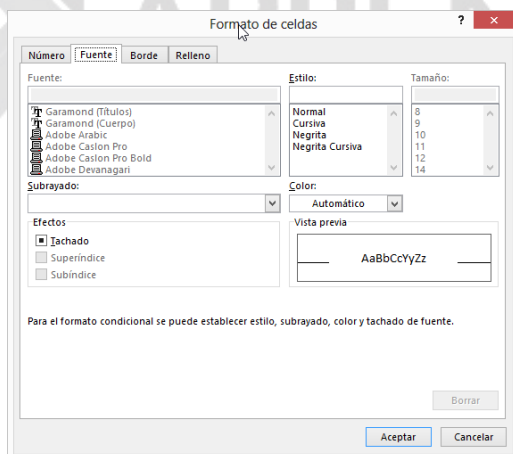 Formato de celdas
?
Número Fuente Borde Relleno
Fuente: Estilo: Tamaño:
Garamond (Títulos) Normal 8
Garamond (Cuerpo) Cursiva 9
Adobe Arabic Negrita 10
Adobe Caslon Pro Negrita Cursiva 11
Adobe Caslon Pro Bold 12
Adobe Devanagari 14
Subrayado: Color:
Automático
Efectos Vista previa
Tachado
Superíndice AaBbCcYyZz
Subíndice
Para el formato condicional se puede establecer estilo, subrayado, color y tachado de fuente.
Borrar
Aceptar Cancelar